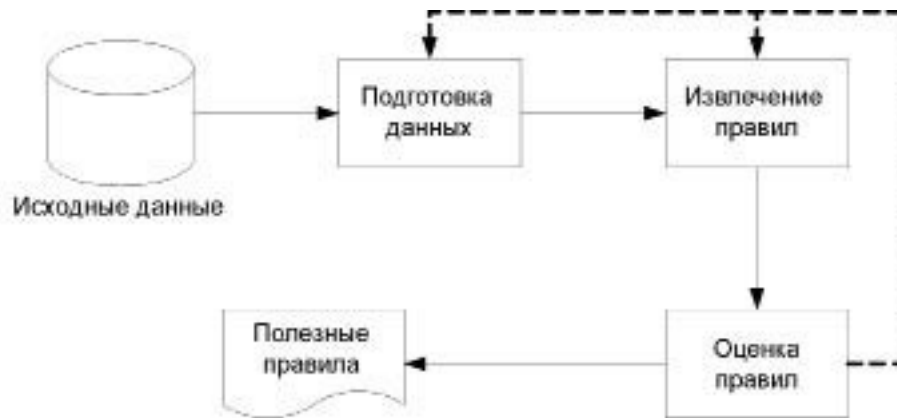 Подготовка
данных
Извлечение
правил
Исходные данные
Полезные
правила
Оценка
правил